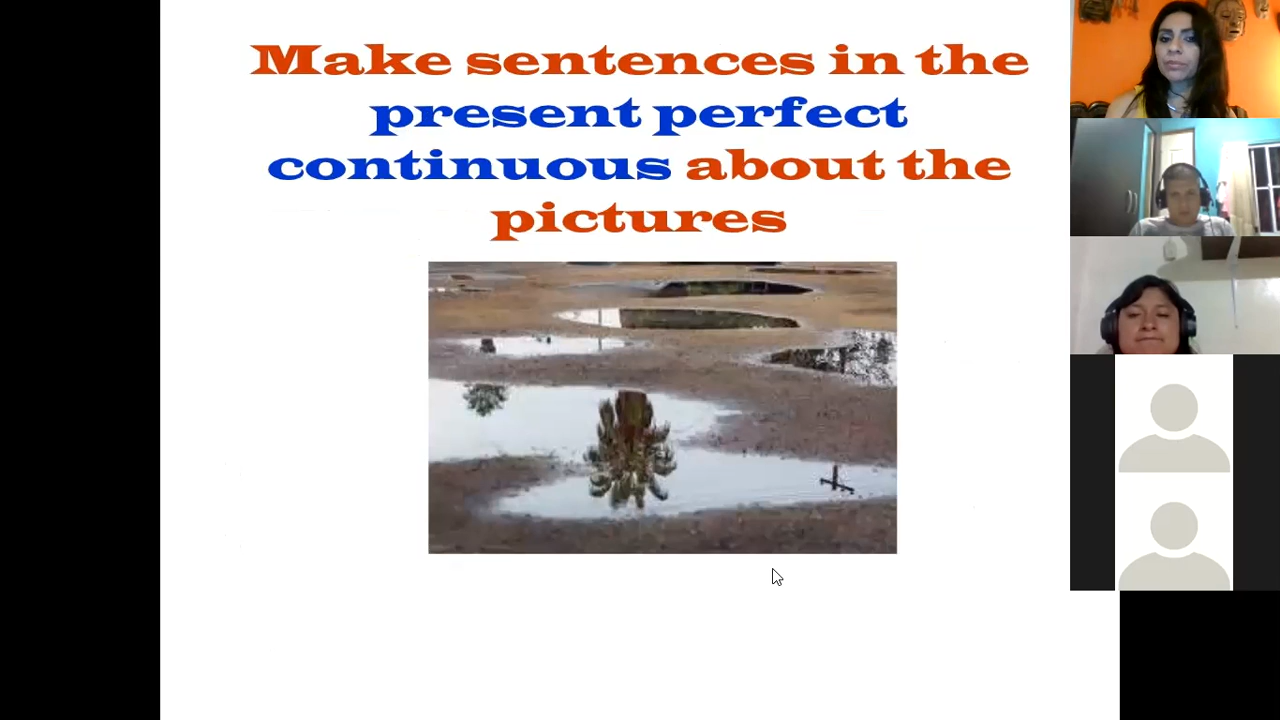 Make sentences in the
present perfect
continuous about the
pictures